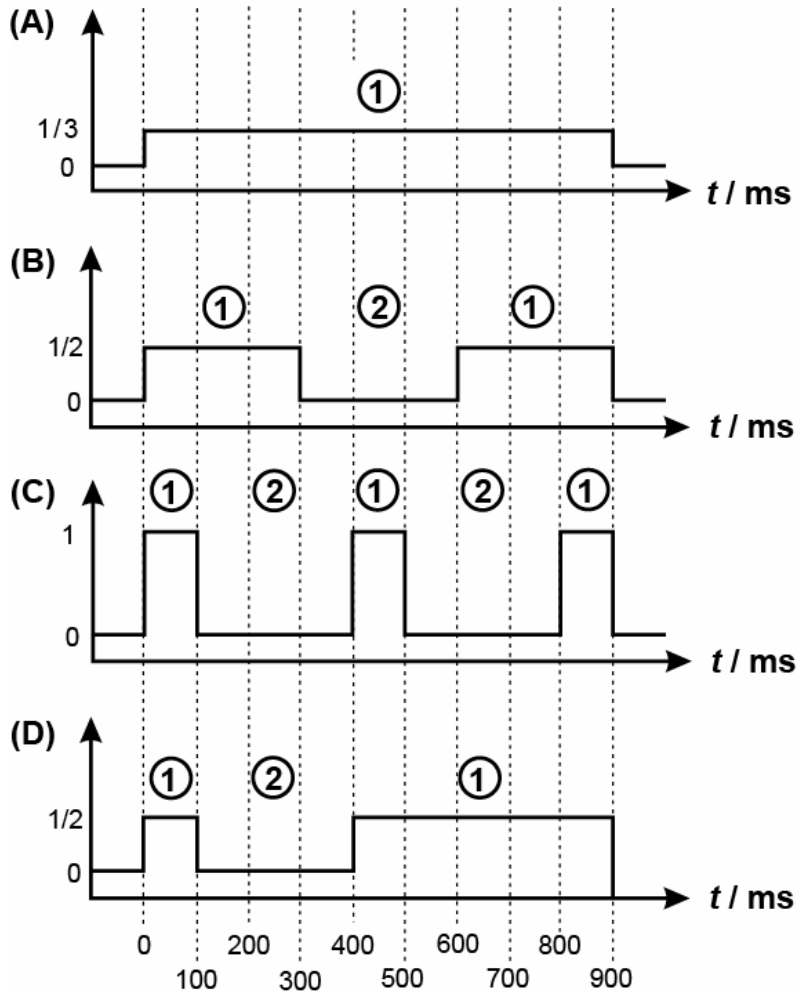 (A)
①
1/3
0
t / ms
(B)
① ② ①
1/2
0
t / ms
(C)
① ② ① ② ①
1
0
t / ms
(D)
① ② ①
1/2
0
t / ms
0 200 400 600 800
100 300 500 700 900